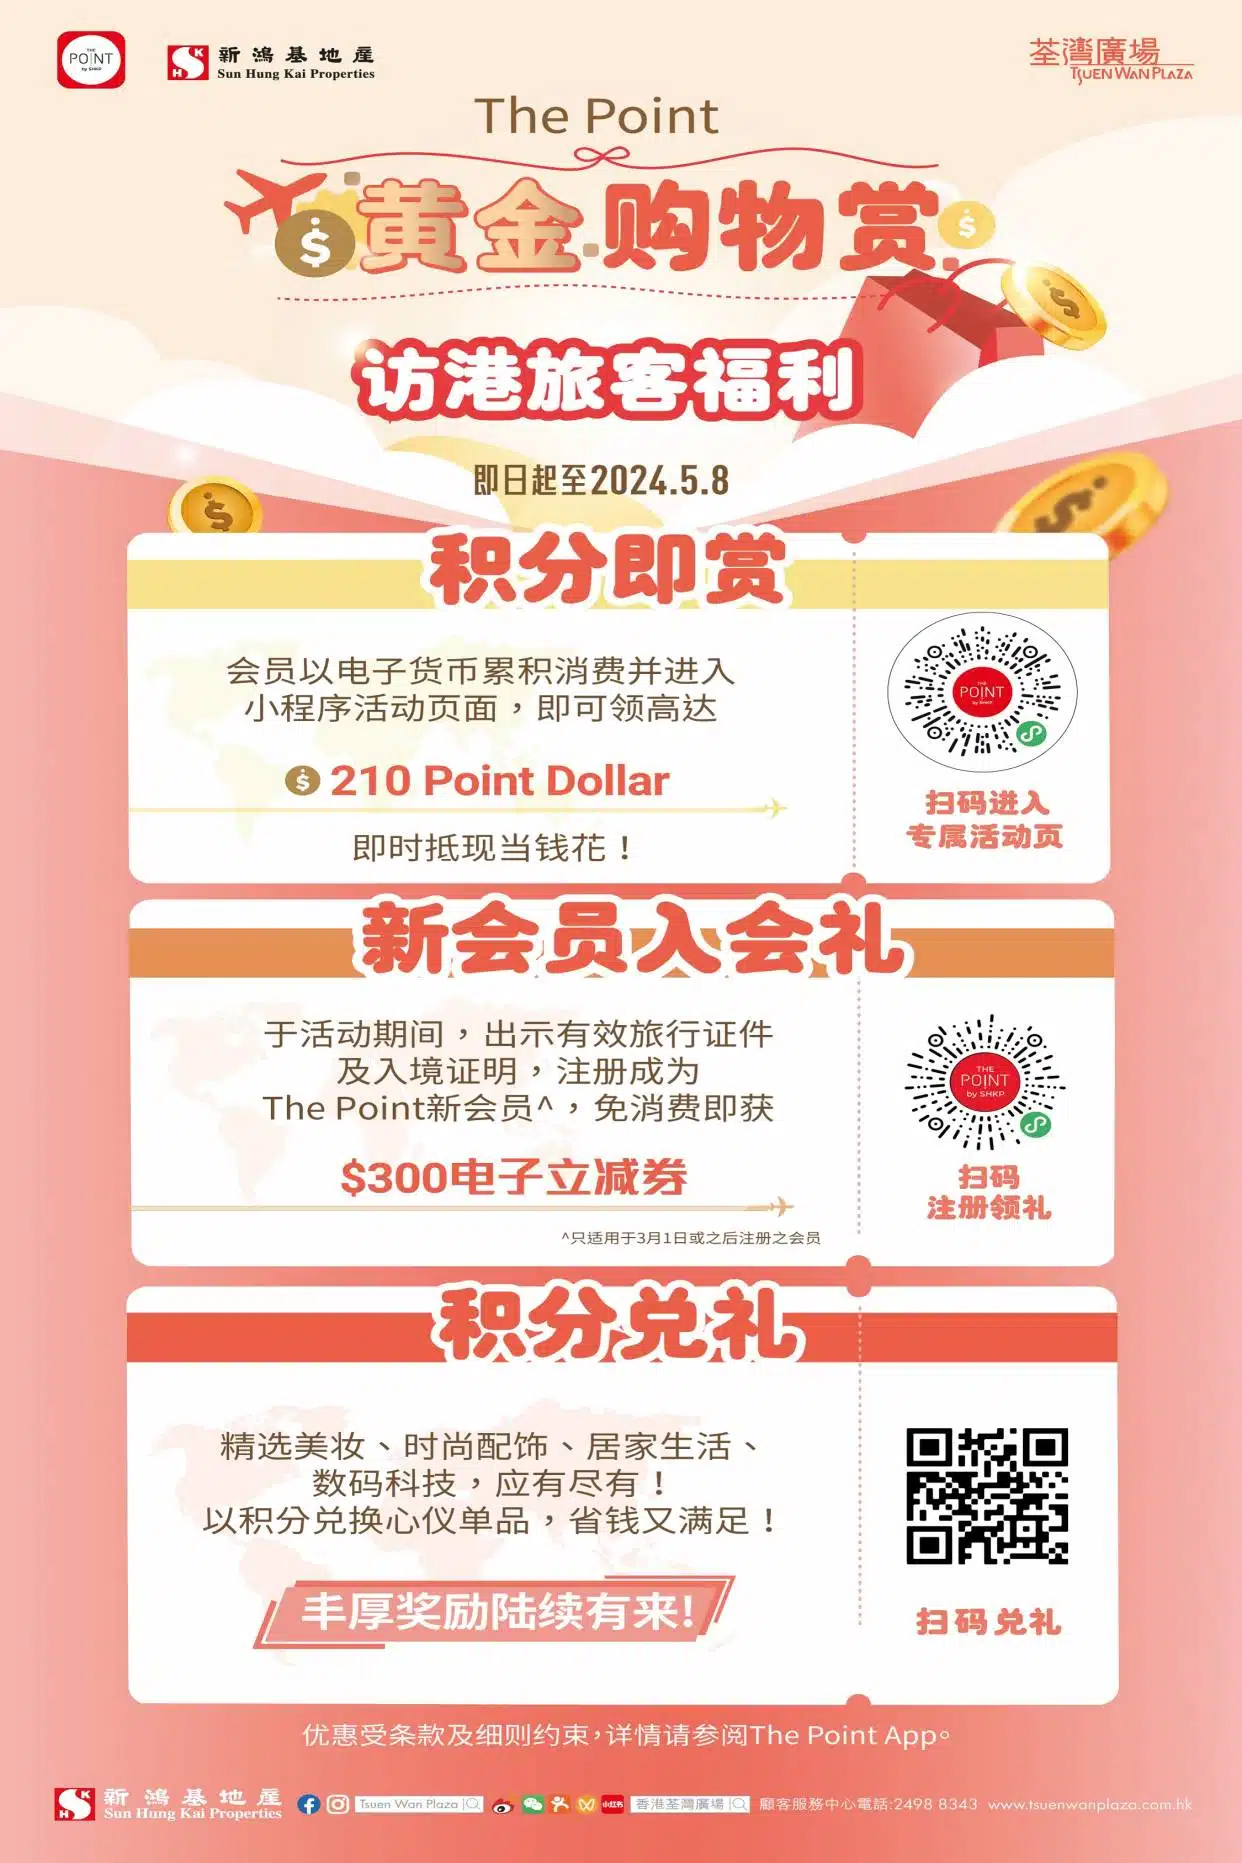 THE
POINT
by SHKP
新鴻基地產
Sun Hung Kai Properties
荃灣廣場
TSUEN WAN PLAZA
The Point
黄金购物赏
访港旅客福利
即日起至2024.5.8
积分即赏
会员以电子货币累积消费并进入
小程序活动页面，即可领高达
210 Point Dollar
即时抵现当钱花！
THE
POINT
by SHKP
扫码进入
专属活动页
新会员入会礼
于活动期间，出示有效旅行证件
及入境证明，注册成为
The Point新会员^，免消费即获
$300电子立减券
^只适用于3月1日或之后注册之会员
THE
POINT
by SHKP
扫码
注册领礼
积分兑礼
精选美妆、时尚配饰、居家生活、
数码科技，应有尽有！
以积分兑换心仪单品，省钱又满足！
丰厚奖励陆续有来!
扫码兑礼
优惠受条款及细则约束，详情请参阅The Point App。
新鴻基地產
Sun Hung Kai Properties
Tsuen Wan Plaza
小红书
香港荃灣廣場
顧客服務中心電話:2498 8343 www.tsuenwanplaza.com.hk